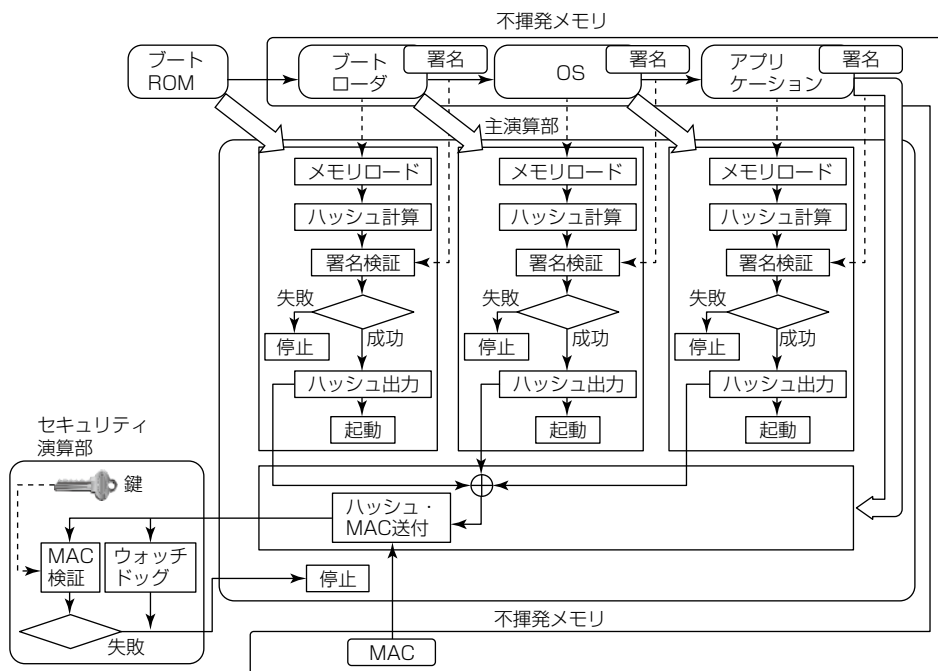 不揮発メモリ
ブート
ROM
ブート
ローダ
署名
OS
署名
アプリ
ケーション
署名
主演算部
メモリロード
ハッシュ計算
署名検証
失敗
成功
停止
ハッシュ出力
起動
メモリロード
ハッシュ計算
署名検証
失敗
成功
停止
ハッシュ出力
起動
メモリロード
ハッシュ計算
署名検証
失敗
成功
停止
ハッシュ出力
起動
セキュリティ
演算部
鍵
ハッシュ・
MAC送付
MAC
検証
ウォッチ
ドッグ
停止
失敗
不揮発メモリ
MAC